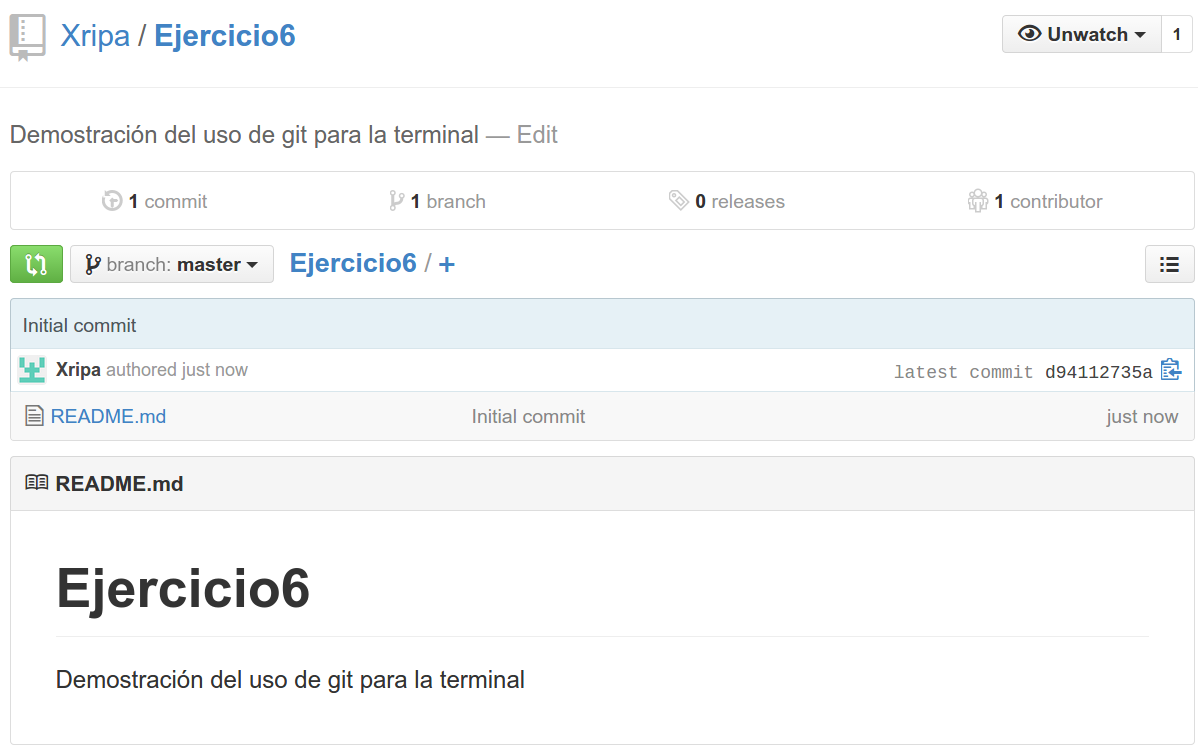 Xripa / Ejercicio6
Unwatch 1
Demostración del uso de git para la terminal — Edit
1 commit 1 branch 0 releases 1 contributor
branch: master Ejercicio6 / +
Initial commit
Xripa authored just now latest commit d94112735a
README.md Initial commit just now
README.md
Ejercicio6
Demostración del uso de git para la terminal